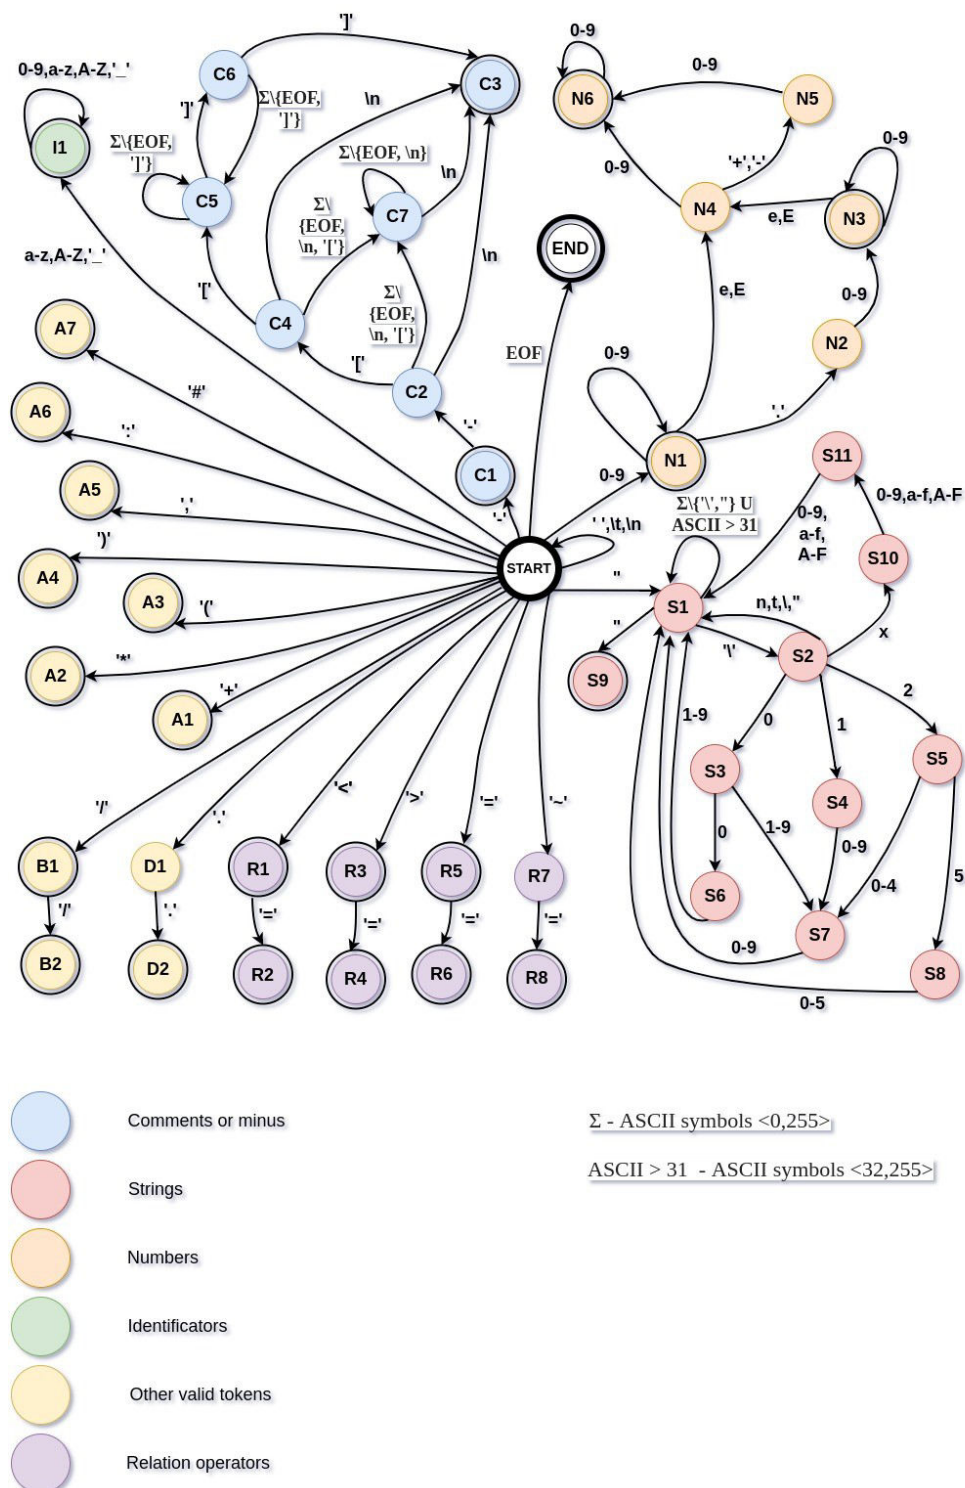 ']'
C6
0-9
N6
0-9
N5
0-9,a-z,A-Z,'_'
I1
Σ\{EOF,
']'}
']'
Σ\{EOF,
']'}
C5
\n
C3
Σ\{EOF, \n}
\n
C7
Σ\
{EOF,
\n, '['}
0-9
'+','-'
N4
e,E
0-9
N3
a-z,A-Z,'_'
'['
C4
Σ\
{EOF,
\n, '['}
\n
END
e,E
0-9
N2
A7
'['
C2
EOF
0-9
'.'
'#'
A6
':'
'-'
C1
0-9
N1
S11
A5
','
'-'
' ',\t,\n
Σ\{'\',"} U
ASCII > 31
0-9,
a-f,
A-F
0-9,a-f,A-F
S10
')'
A4
START
"
A3
'('
S1
n,t,\,"
x
"
'\'
S2
A2
'*'
S9
A1
'+'
1-9
0
1
2
S3
S4
S5
'/'
'.'
'<'
'>'
'='
'~'
0
1-9
0-9
0-4
5
B1
D1
R1
R3
R5
R7
S6
'/'
'.'
'='
'='
'='
'='
S7
0-9
B2
D2
R2
R4
R6
R8
S8
0-5
Comments or minus
Σ - ASCII symbols <0,255>
ASCII > 31 - ASCII symbols <32,255>
Strings
Numbers
Identificators
Other valid tokens
Relation operators